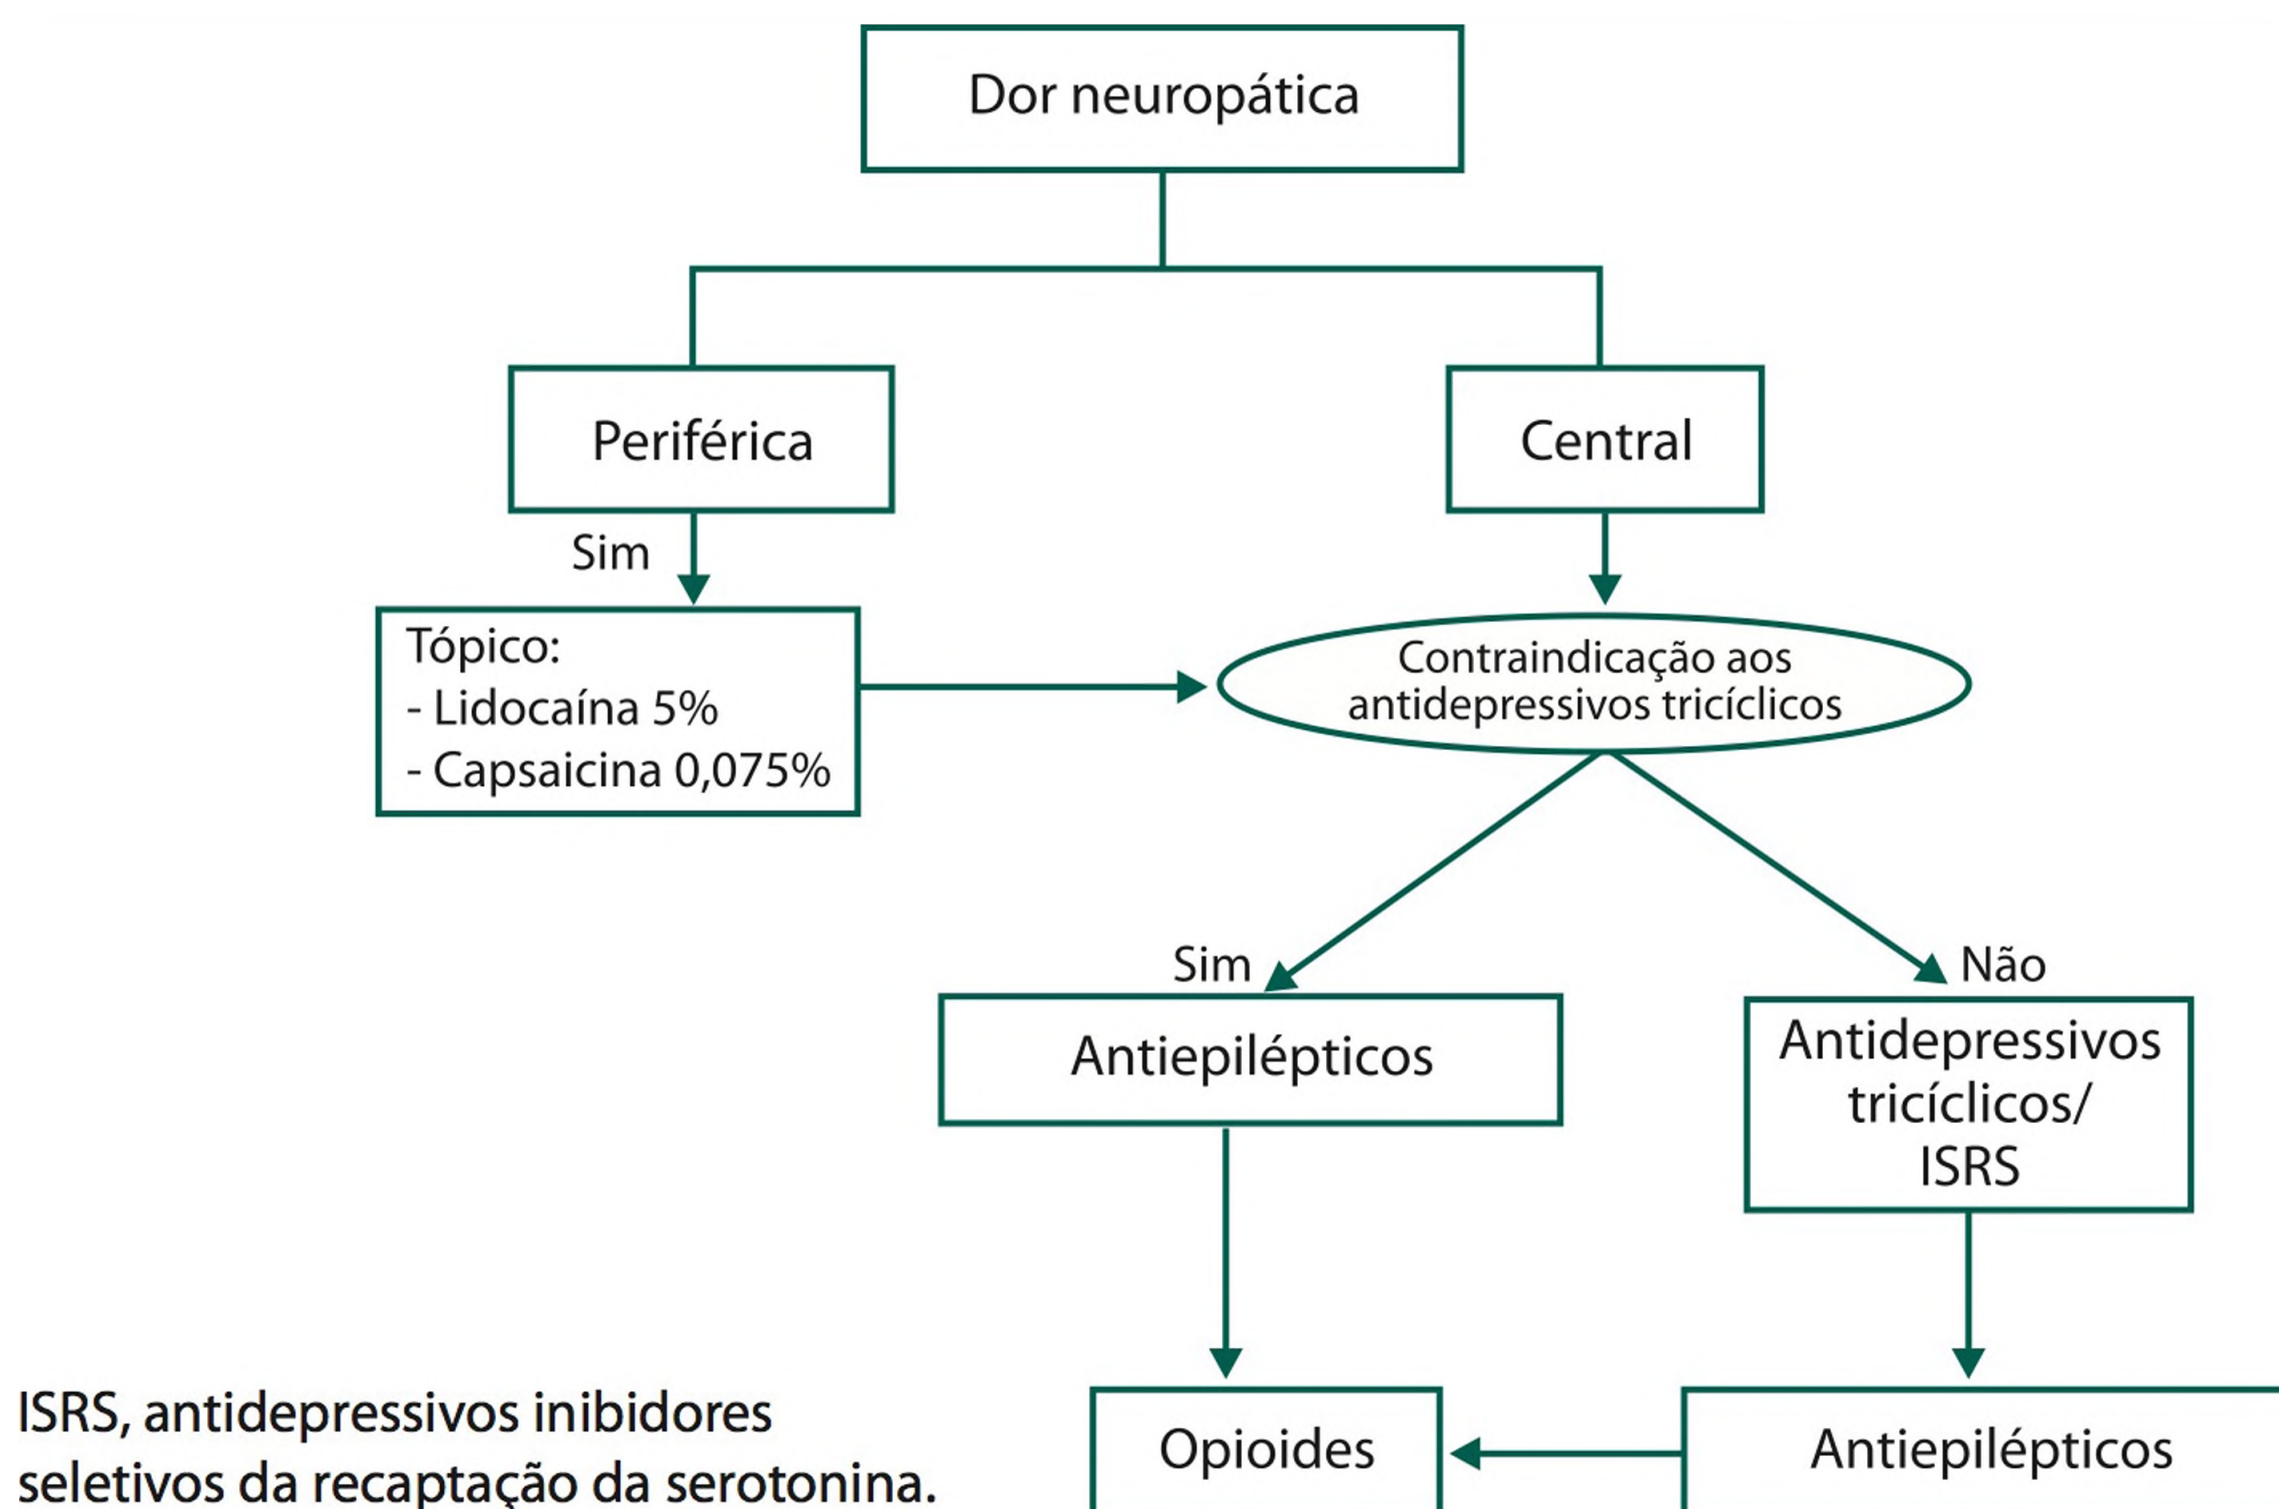 Dor neuropática
Periférica
Central
Sim
Tópico:
- Lidocaína 5%
- Capsaicina 0,075%
Contraindicação aos
antidepressivos tricíclicos
Sim
Não
Antiepilépticos
Antidepressivos
tricíclicos/
ISRS
Opioides
Antiepilépticos
ISRS, antidepressivos inibidores
seletivos da recaptação da serotonina.